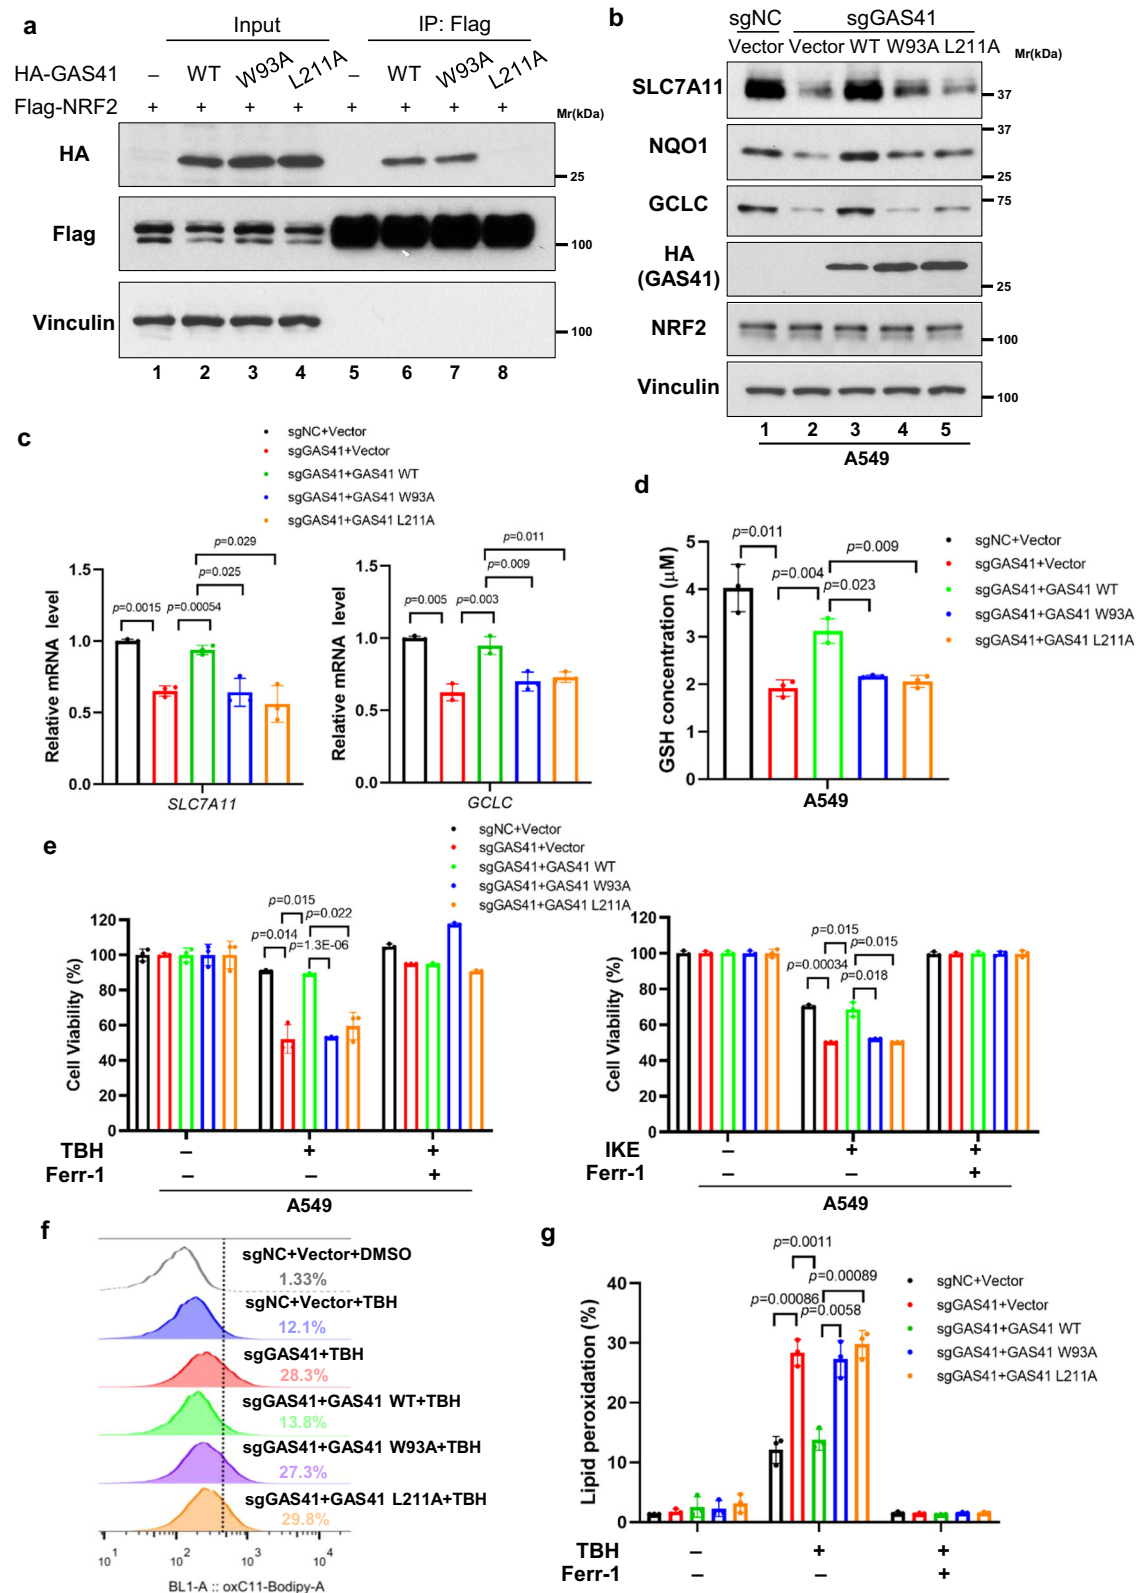 a
Input
IP: Flag
HA-GAS41
– WT W93A L211A – WT W93A L211A
Flag-NRF2
+ + + + + + + +
Mr(kDa)
HA
25
Flag
100
Vinculin
100
1 2 3 4 5 6 7 8
b
sgNC
sgGAS41
Vector Vector WT W93A L211A
Mr(kDa)
SLC7A11
37
NQO1
37
25
GCLC
75
HA
(GAS41)
25
NRF2
100
Vinculin
100
1 2 3 4 5
A549
c
sgNC+Vector
sgGAS41+Vector
sgGAS41+GAS41 WT
sgGAS41+GAS41 W93A
sgGAS41+GAS41 L211A
Relative mRNA level
1.5
1.0
0.5
0.0
p=0.029
p=0.025
p=0.0015
p=0.00054
SLC7A11
Relative mRNA level
1.5
1.0
0.5
0.0
p=0.011
p=0.009
p=0.005
p=0.003
GCLC
d
GSH concentration (μM)
5
4
3
2
1
0
p=0.011
p=0.009
p=0.004
p=0.023
A549
sgNC+Vector
sgGAS41+Vector
sgGAS41+GAS41 WT
sgGAS41+GAS41 W93A
sgGAS41+GAS41 L211A
e
sgNC+Vector
sgGAS41+Vector
sgGAS41+GAS41 WT
sgGAS41+GAS41 W93A
sgGAS41+GAS41 L211A
Cell Viability (%)
120
100
80
60
40
20
0
p=0.015
p=0.022
p=0.014
p=1.3E-06
TBH – + +
Ferr-1 – – +
A549
Cell Viability (%)
120
100
80
60
40
20
0
p=0.015
p=0.015
p=0.00034
p=0.018
IKE – + +
Ferr-1 – – +
A549
f
sgNC+Vector+DMSO
1.33%
sgNC+Vector+TBH
12.1%
sgGAS41+TBH
28.3%
sgGAS41+GAS41 WT+TBH
13.8%
sgGAS41+GAS41 W93A+TBH
27.3%
sgGAS41+GAS41 L211A+TBH
29.8%
10^1 10^2 10^3 10^4
BL1-A :: oxC11-Bodipy-A
g
Lipid peroxidation (%)
40
30
20
10
0
p=0.0011
p=0.00089
p=0.00086
p=0.0058
TBH – + +
Ferr-1 – – +
sgNC+Vector
sgGAS41+Vector
sgGAS41+GAS41 WT
sgGAS41+GAS41 W93A
sgGAS41+GAS41 L211A